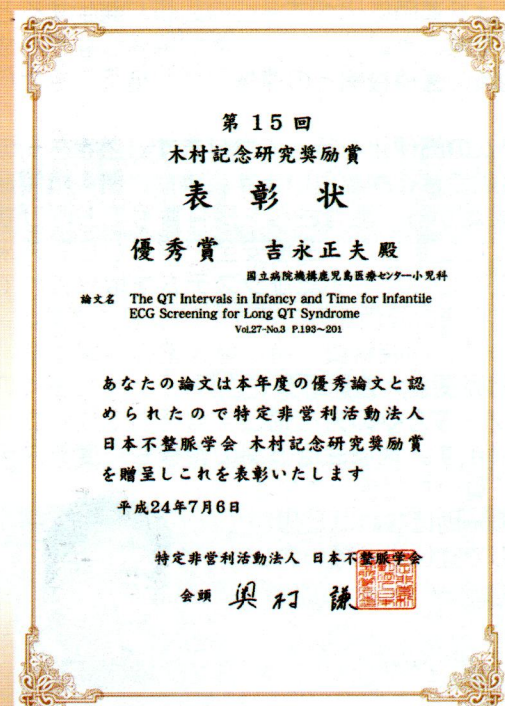 第15回
木村記念研究奨励賞
表彰状
優秀賞 吉永正夫殿
国立病院機構鹿児島医療センター小児科
論文名 The QT Intervals in Infancy and Time for Infantile
ECG Screening for Long QT Syndrome
Vol.27-No.3 P.193~201
あなたの論文は本年度の優秀論文と認
められたので特定非営利活動法人
日本不整脈学会 木村記念研究奨励賞
を贈呈しこれを表彰いたします
平成24年7月6日
特定非営利活動法人 日本不整脈学会
会頭 奥村 謙